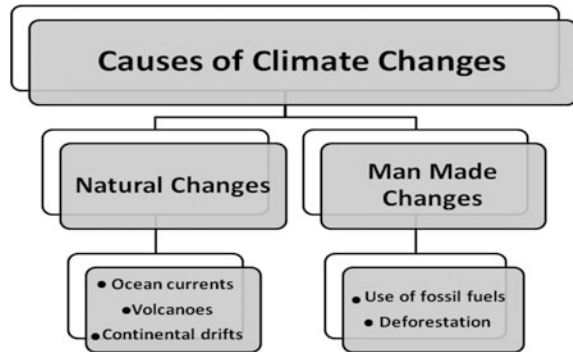 Causes of Climate Changes
Natural Changes
Man Made
Changes
• Ocean currents
• Volcanoes
• Continental drifts
• Use of fossil fuels
• Deforestation